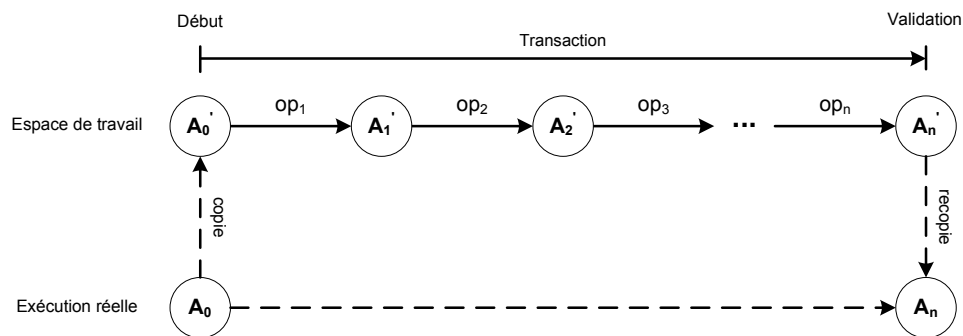 Début Validation
Transaction
op₁ op₂ op₃ opₙ
Espace de travail A₀' A₁' A₂' ... Aₙ'
copie recopie
Exécution réelle A₀ Aₙ